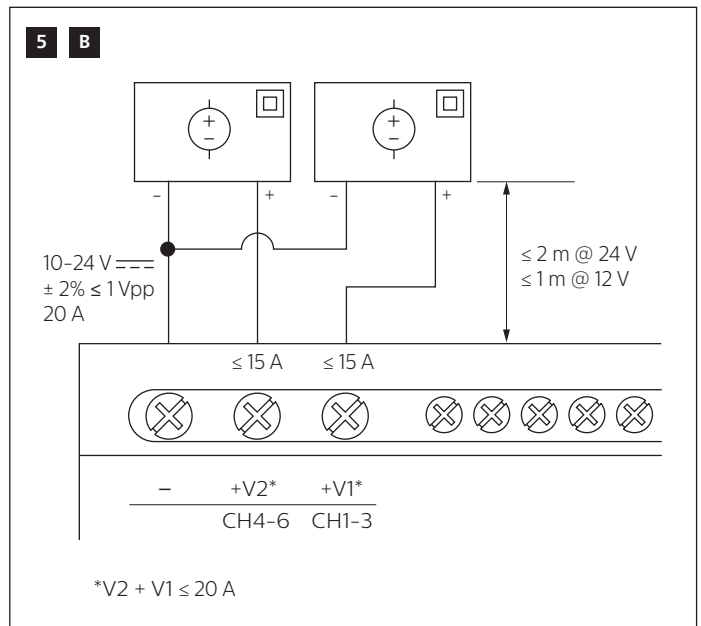 5 B
+ − + −
− + − +
10-24 V ⎓
± 2% ≤ 1 Vpp
20 A
≤ 2 m @ 24 V
≤ 1 m @ 12 V
≤ 15 A ≤ 15 A
− +V2* +V1*
CH4-6 CH1-3
*V2 + V1 ≤ 20 A